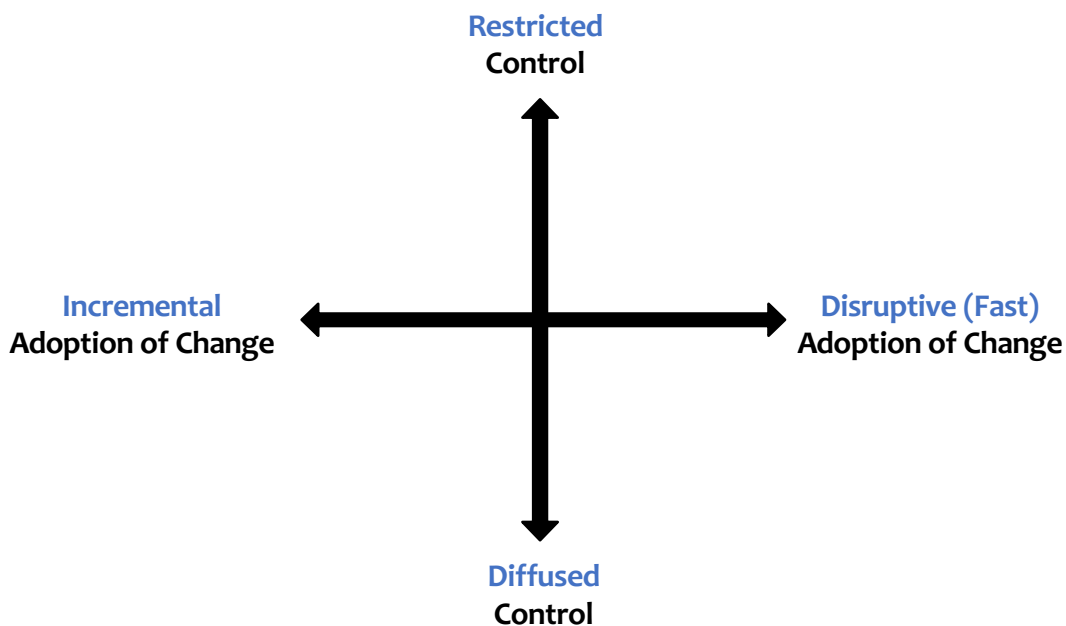 Restricted
Control
Incremental
Adoption of Change
Disruptive (Fast)
Adoption of Change
Diffused
Control